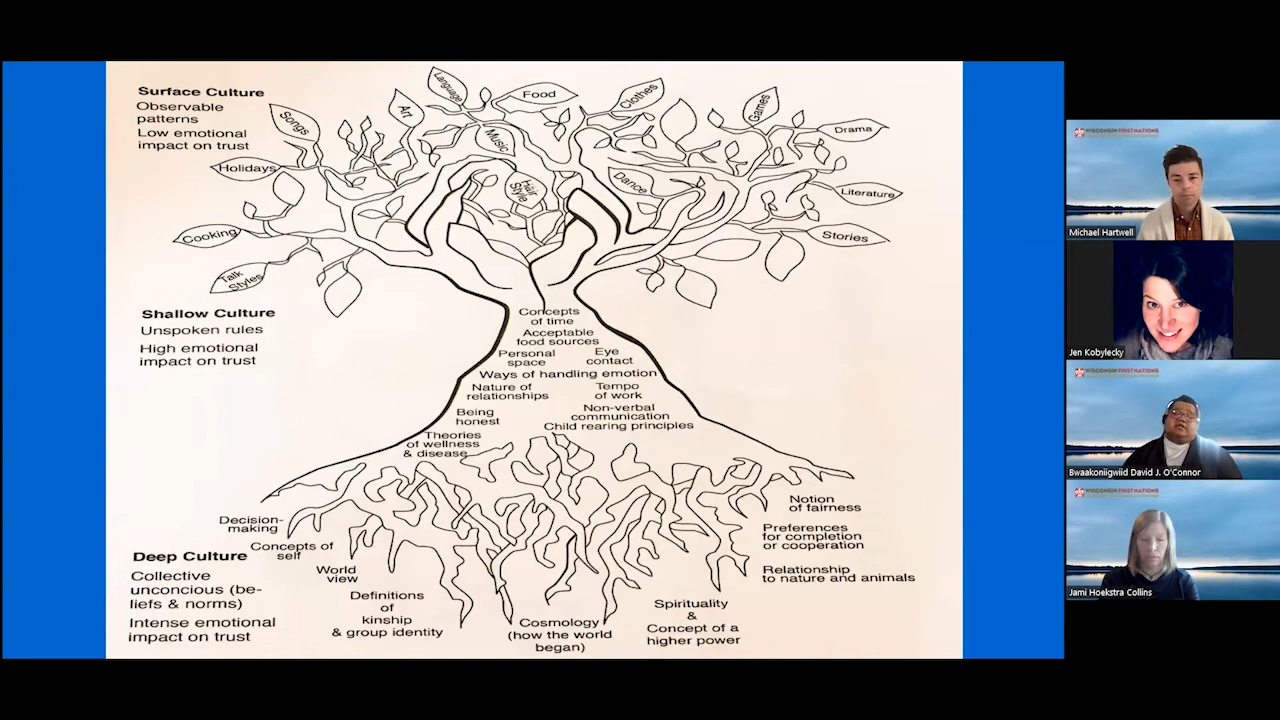 Surface Culture
Observable
patterns
Low emotional
impact on trust
Songs
Art
Language
Music
Food
Clothes
Games
Drama
Holidays
Hair
Style
Dance
Literature
Cooking
Stories
Talk
Styles
Shallow Culture
Unspoken rules
High emotional
impact on trust
Concepts
of time
Acceptable
food sources
Personal
space
Eye
contact
Ways of handling emotion
Nature of
relationships
Tempo
of work
Being
honest
Non-verbal
communication
Child rearing principles
Theories
of wellness
& disease
Deep Culture
Collective
unconcious (be-
liefs & norms)
Intense emotional
impact on trust
Decision-
making
Concepts of
self
World
view
Definitions
of
kinship
& group identity
Cosmology
(how the world
began)
Spirituality
&
Concept of a
higher power
Notion
of fairness
Preferences
for completion
or cooperation
Relationship
to nature and animals
WISCONSIN FIRST NATIONS
Michael Hartwell
Jen Kobylecky
WISCONSIN FIRST NATIONS
Bwaakoniigwiid David J. O'Connor
WISCONSIN FIRST NATIONS
Jami Hoekstra Collins